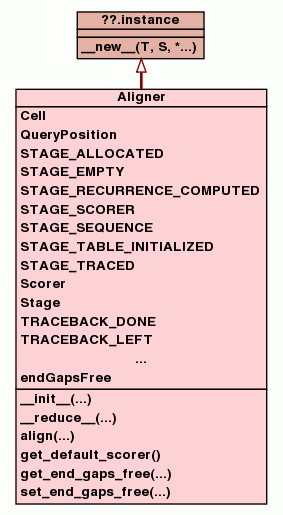 ??.instance
__new__(T, S, *...)
Aligner
Cell
QueryPosition
STAGE_ALLOCATED
STAGE_EMPTY
STAGE_RECURRENCE_COMPUTED
STAGE_SCORER
STAGE_SEQUENCE
STAGE_TABLE_INITIALIZED
STAGE_TRACED
Scorer
Stage
TRACEBACK_DONE
TRACEBACK_LEFT
...
endGapsFree
__init__(...)
__reduce__(...)
align(...)
get_default_scorer()
get_end_gaps_free(...)
set_end_gaps_free(...)